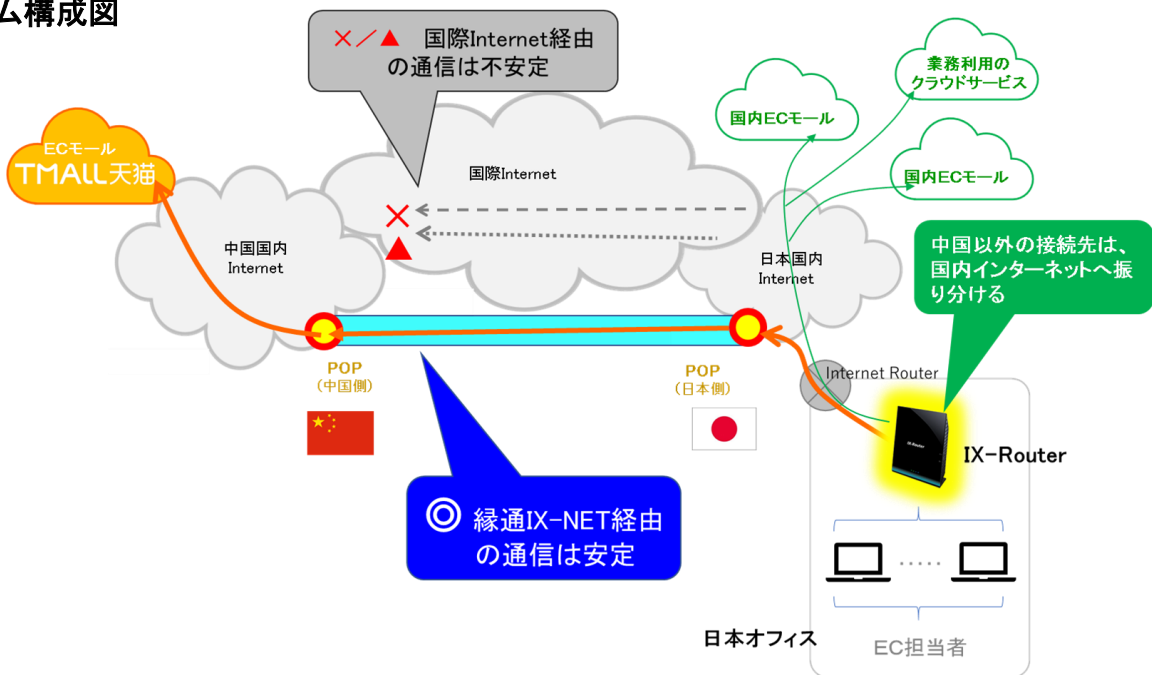 ム構成図
×／▲ 国際Internet経由
の通信は不安定
業務利用の
クラウドサービス
国内ECモール
国内ECモール
ECモール
TMALL天猫
国際Internet
中国国内
Internet
日本国内
Internet
中国以外の接続先は、
国内インターネットへ振
り分ける
POP
（中国側）
POP
（日本側）
Internet Router
IX-Router
IX-Router
◎ 縁通IX-NET経由
の通信は安定
日本オフィス
EC担当者